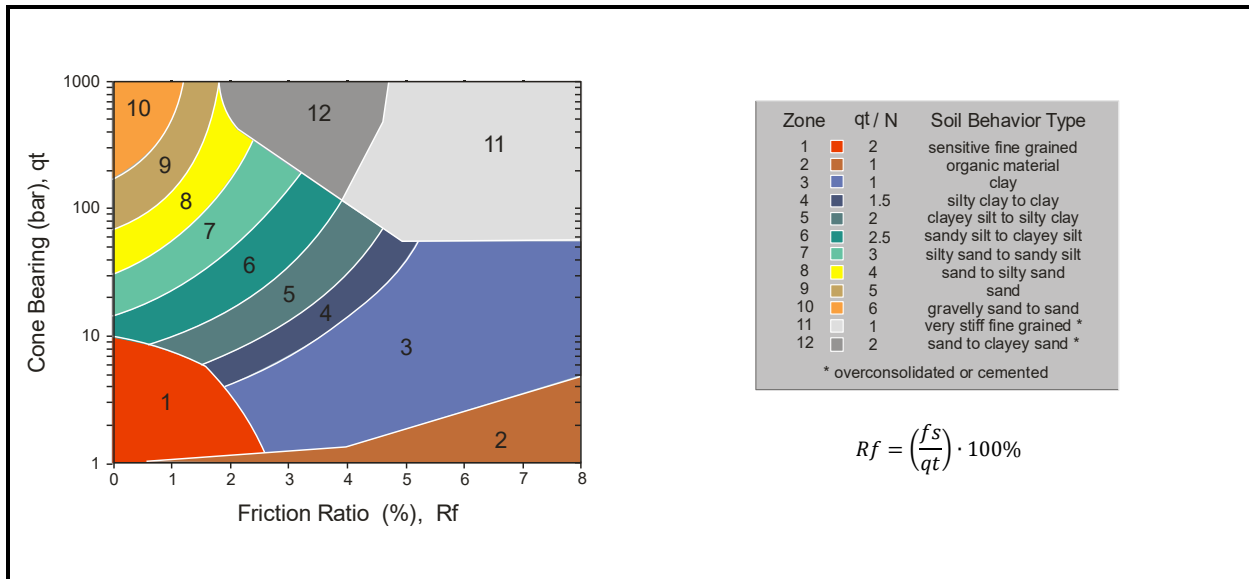 1000
100
10
1
Cone Bearing (bar), qt
10
9
8
7
6
5
4
3
1
2
12
11
0 1 2 3 4 5 6 7 8
Friction Ratio (%), Rf
Zone qt / N Soil Behavior Type
1 2 sensitive fine grained
2 1 organic material
3 1 clay
4 1.5 silty clay to clay
5 2 clayey silt to silty clay
6 2.5 sandy silt to clayey silt
7 3 silty sand to sandy silt
8 4 sand to silty sand
9 5 sand
10 6 gravelly sand to sand
11 1 very stiff fine grained *
12 2 sand to clayey sand *
* overconsolidated or cemented
Rf = (fs/qt) · 100%